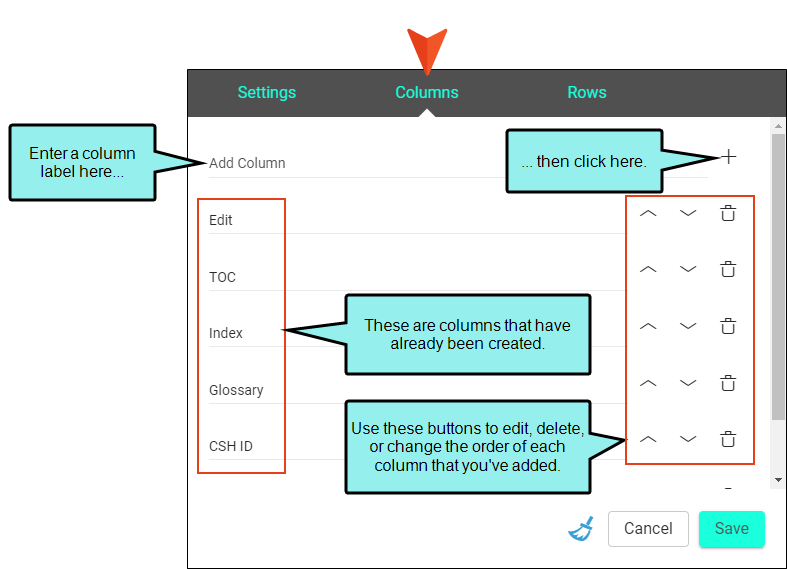 Settings
Columns
Rows
Enter a column
label here...
Add Column
... then click here.
Edit
TOC
Index
Glossary
CSH ID
These are columns that have
already been created.
Use these buttons to edit, delete,
or change the order of each
column that you've added.
Cancel
Save